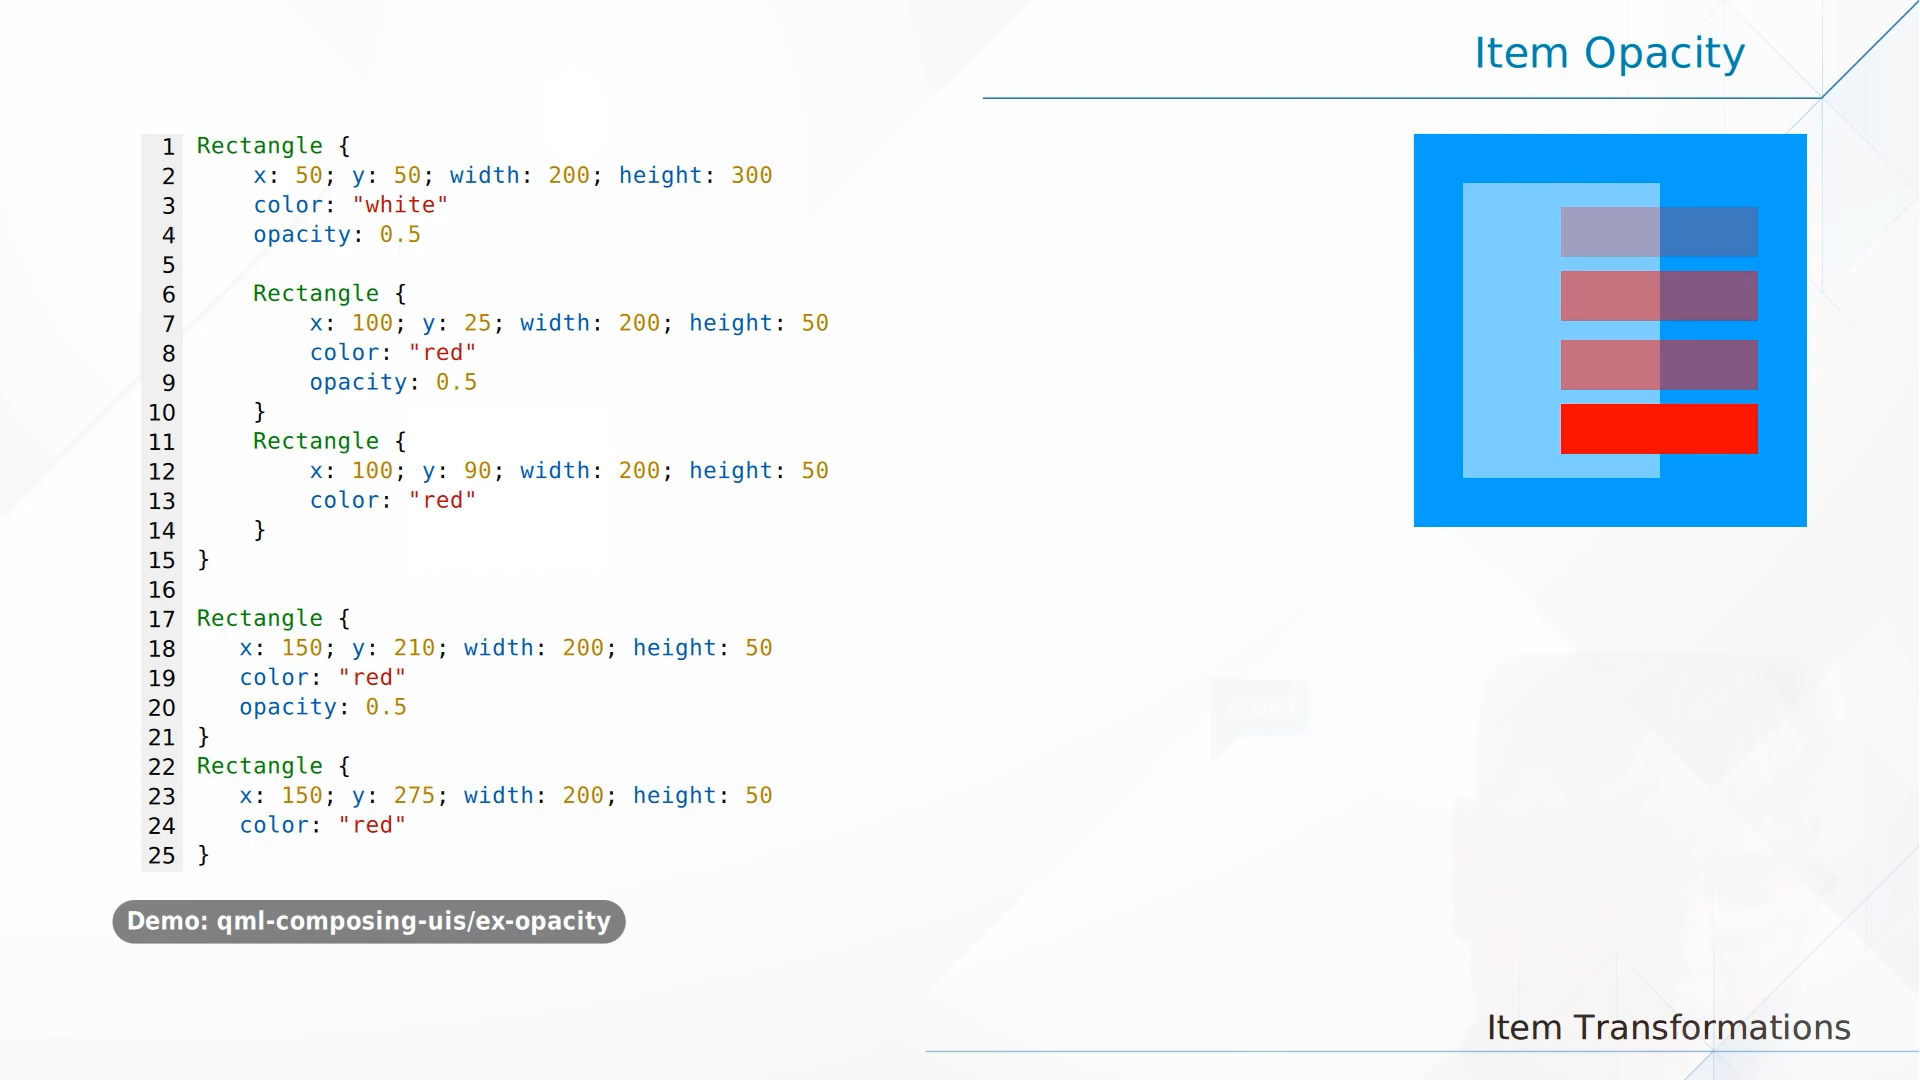 Item Opacity
1 Rectangle {
2     x: 50; y: 50; width: 200; height: 300
3     color: "white"
4     opacity: 0.5
5
6     Rectangle {
7         x: 100; y: 25; width: 200; height: 50
8         color: "red"
9         opacity: 0.5
10     }
11     Rectangle {
12         x: 100; y: 90; width: 200; height: 50
13         color: "red"
14     }
15 }
16
17 Rectangle {
18    x: 150; y: 210; width: 200; height: 50
19    color: "red"
20    opacity: 0.5
21 }
22 Rectangle {
23    x: 150; y: 275; width: 200; height: 50
24    color: "red"
25 }
Demo: qml-composing-uis/ex-opacity
Item Transformations